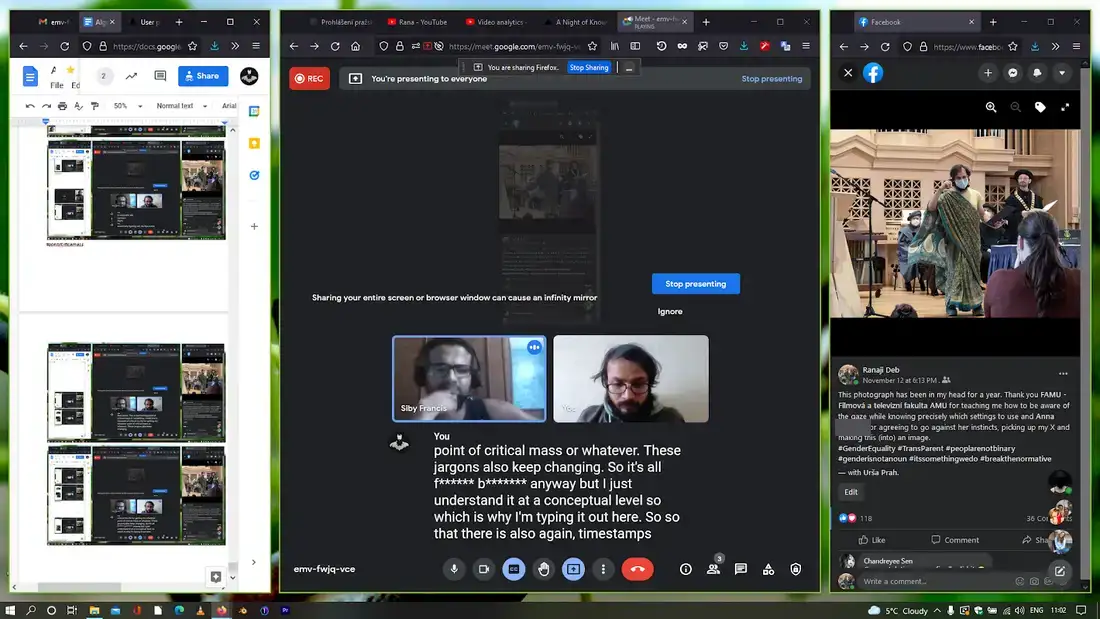 emv-f
Alg
User p
https://docs.google
A
File Ed
2
Share
50%
Normal text
Arial
Prohlášení praž
Rana - YouTube
Video analytics -
A Night of Know
Meet - emv-f
PLAYING
https://meet.google.com/emv-fwjq-v
You are sharing Firefox.
Stop Sharing
REC
You're presenting to everyone
Stop presenting
Sharing your entire screen or browser window can cause an infinity mirror
Stop presenting
Ignore
Siby Francis
You
You
point of critical mass or whatever. These
jargons also keep changing. So it's all
f****** b******* anyway but I just
understand it at a conceptual level so
which is why I'm typing it out here. So so
that there is also again, timestamps
emv-fwjq-vce
3
Facebook
https://www.faceb
Ranaji Deb
November 12 at 6:13 PM
This photograph has been in my head for a year. Thank you FAMU -
Filmová a televizní fakulta AMU for teaching me how to be aware of
the gaze while knowing precisely which settings to use and Anna
or agreeing to go against her instincts, picking up my X and
making this (into) an image.
#GenderEquality #TransParent #peoplarenotbinary
#genderisnotanoun #itssomethingwedo #breakthenormative
— with Urša Prah.
Edit
118
36 Co
Like
Comment
Sha
Chandreyee Sen
Write a comment...
5°C Cloudy
ENG
11:02